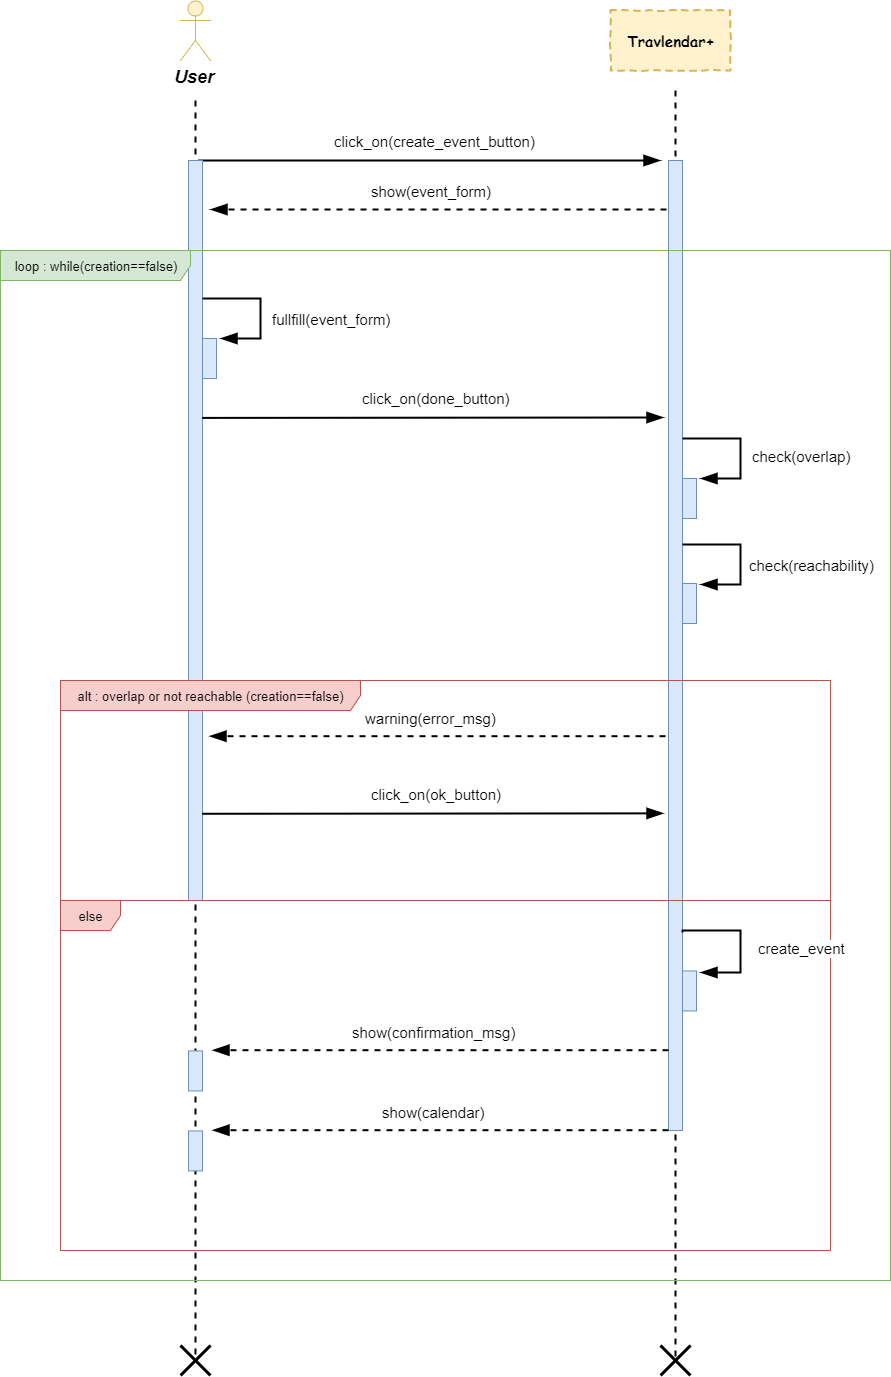 User
Travlendar+
click_on(create_event_button)
show(event_form)
loop : while(creation==false)
fullfill(event_form)
click_on(done_button)
check(overlap)
check(reachability)
alt : overlap or not reachable (creation==false)
warning(error_msg)
click_on(ok_button)
else
create_event
show(confirmation_msg)
show(calendar)